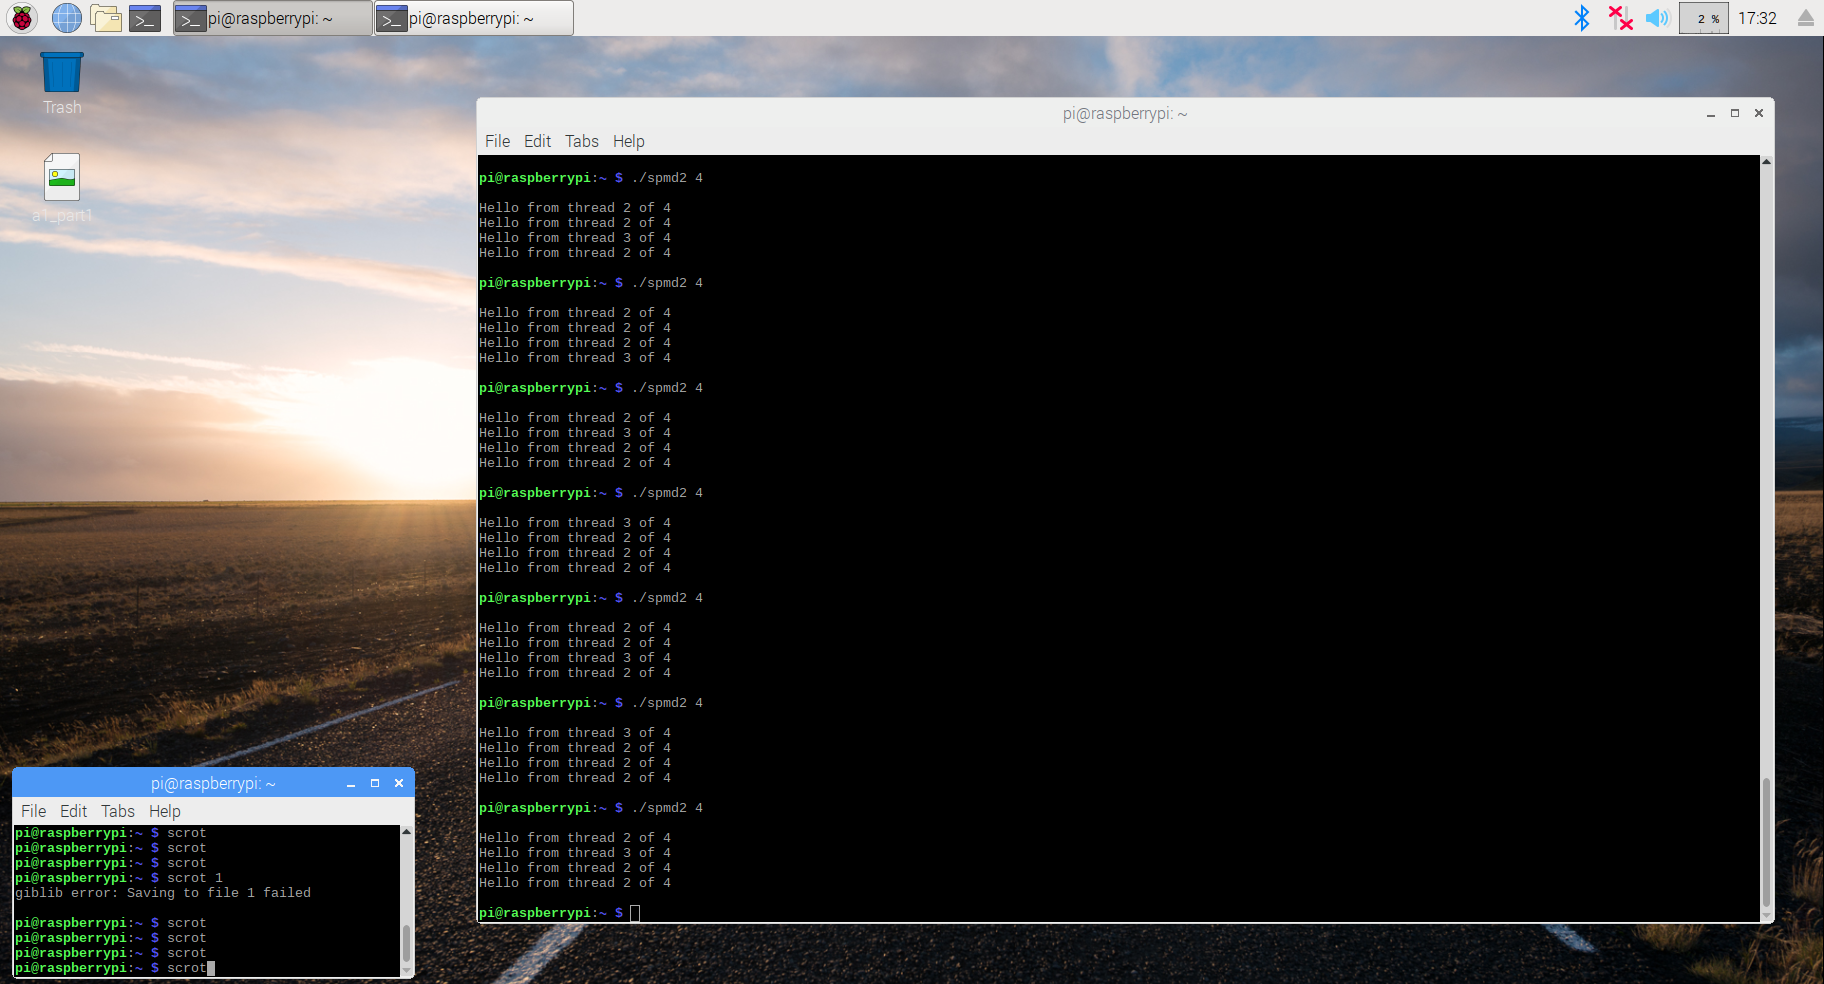 pi@raspberrypi: ~ pi@raspberrypi: ~ 2 % 17:32
Trash
a1_part1
pi@raspberrypi: ~
File Edit Tabs Help
pi@raspberrypi:~ $ ./spmd2 4
Hello from thread 2 of 4
Hello from thread 2 of 4
Hello from thread 3 of 4
Hello from thread 2 of 4
pi@raspberrypi:~ $ ./spmd2 4
Hello from thread 2 of 4
Hello from thread 2 of 4
Hello from thread 2 of 4
Hello from thread 3 of 4
pi@raspberrypi:~ $ ./spmd2 4
Hello from thread 2 of 4
Hello from thread 3 of 4
Hello from thread 2 of 4
Hello from thread 2 of 4
pi@raspberrypi:~ $ ./spmd2 4
Hello from thread 3 of 4
Hello from thread 2 of 4
Hello from thread 2 of 4
Hello from thread 2 of 4
pi@raspberrypi:~ $ ./spmd2 4
Hello from thread 2 of 4
Hello from thread 2 of 4
Hello from thread 3 of 4
Hello from thread 2 of 4
pi@raspberrypi:~ $ ./spmd2 4
Hello from thread 3 of 4
Hello from thread 2 of 4
Hello from thread 2 of 4
Hello from thread 2 of 4
pi@raspberrypi:~ $ ./spmd2 4
Hello from thread 2 of 4
Hello from thread 3 of 4
Hello from thread 2 of 4
Hello from thread 2 of 4
pi@raspberrypi:~ $
pi@raspberrypi: ~
File Edit Tabs Help
pi@raspberrypi:~ $ scrot
pi@raspberrypi:~ $ scrot
pi@raspberrypi:~ $ scrot
pi@raspberrypi:~ $ scrot 1
giblib error: Saving to file 1 failed
pi@raspberrypi:~ $ scrot
pi@raspberrypi:~ $ scrot
pi@raspberrypi:~ $ scrot
pi@raspberrypi:~ $ scrot